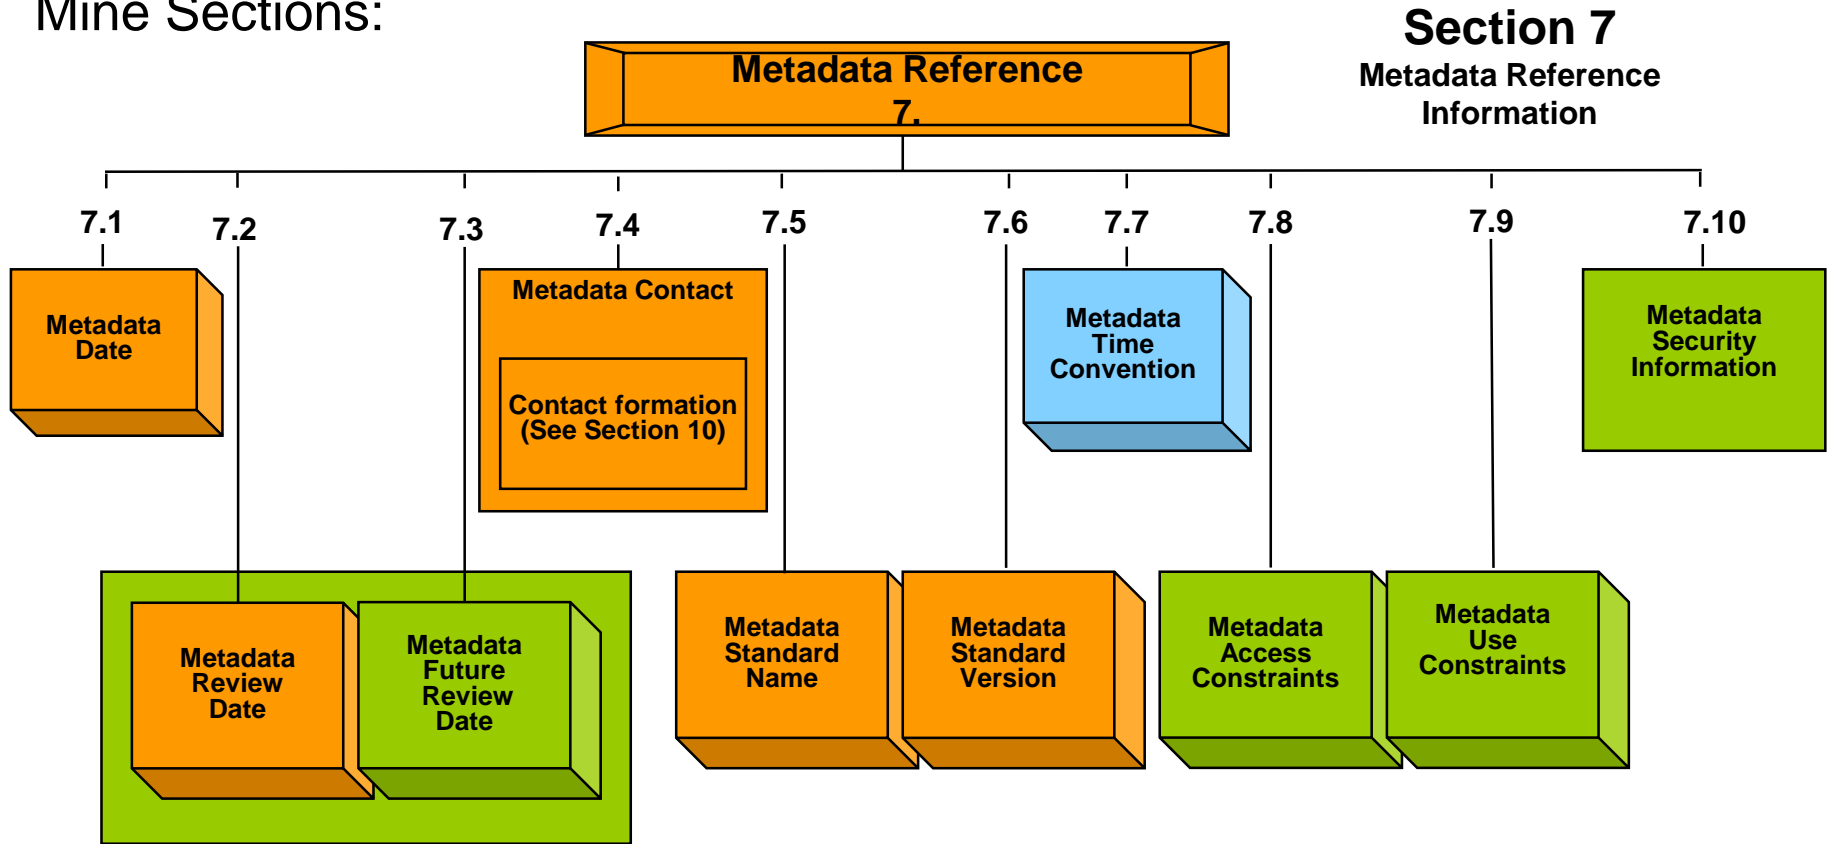 Mine Sections:
Section 7
Metadata Reference
Information
Metadata Reference
7.
7.1
7.2
7.3
7.4
7.5
7.6
7.7
7.8
7.9
7.10
Metadata
Date
Metadata Contact
Contact formation
(See Section 10)
Metadata
Time
Convention
Metadata
Security
Information
Metadata
Review
Date
Metadata
Future
Review
Date
Metadata
Standard
Name
Metadata
Standard
Version
Metadata
Access
Constraints
Metadata
Use
Constraints